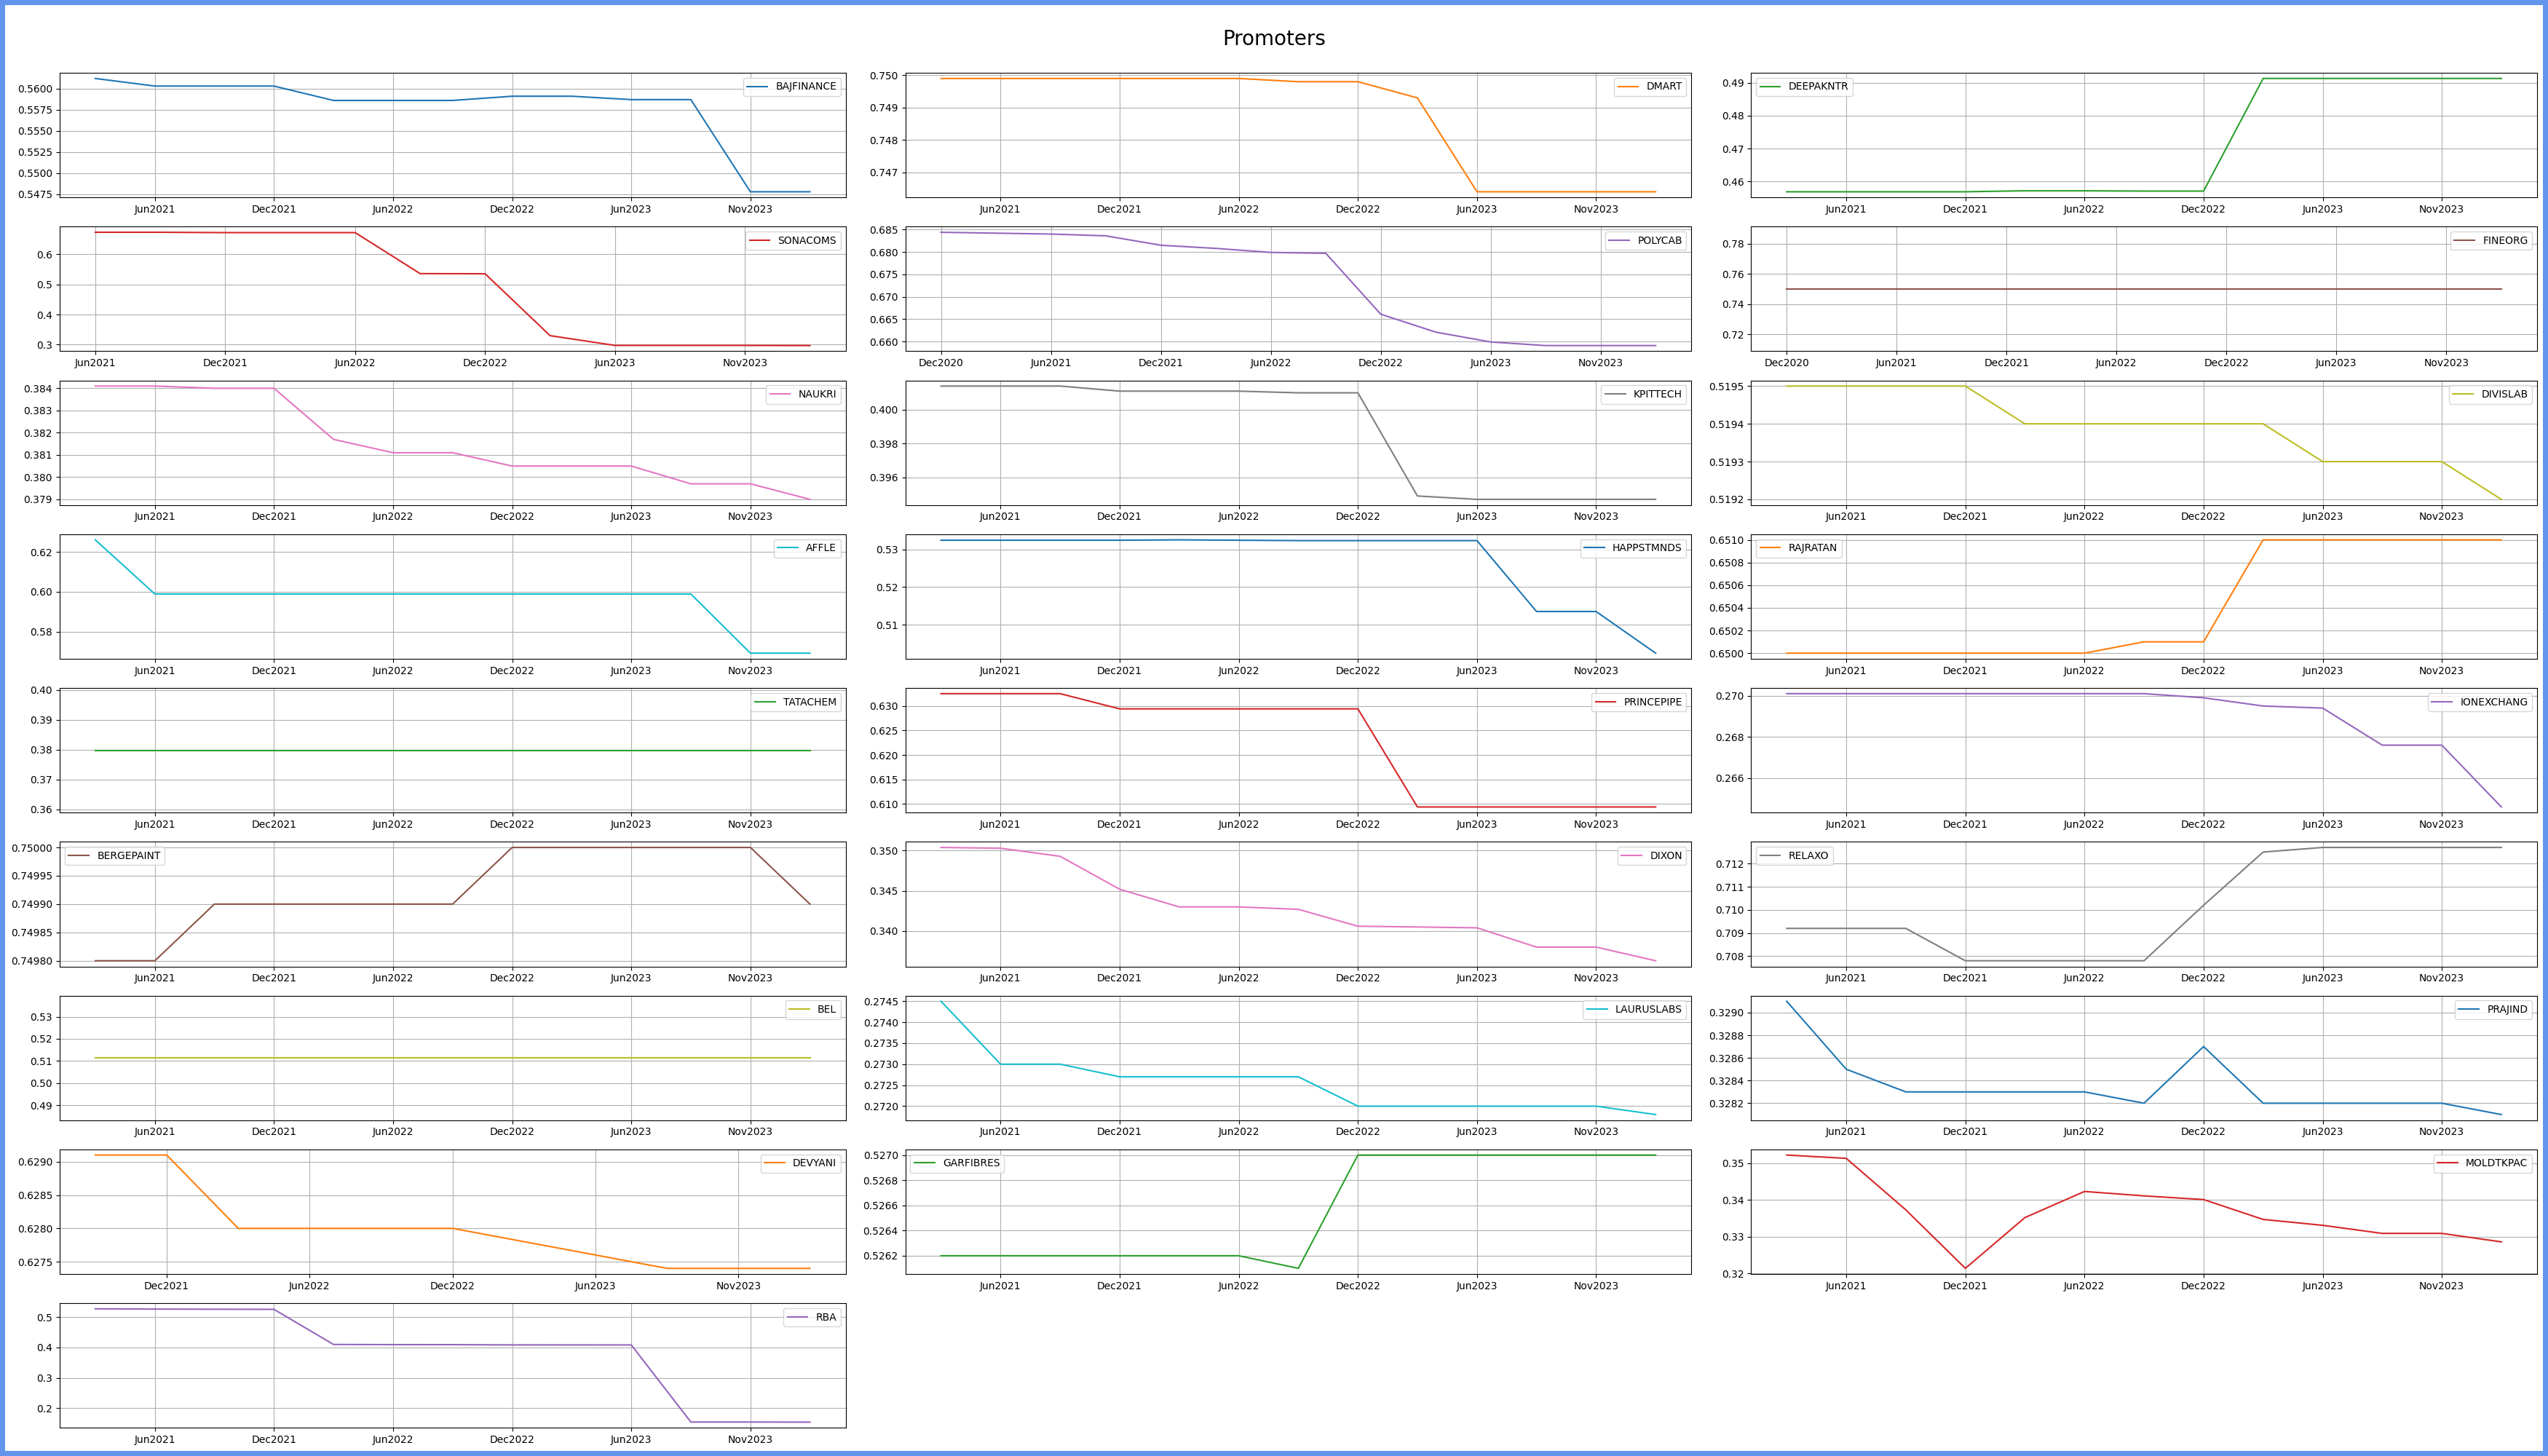 Promoters
0.5600
0.5575
0.5550
0.5525
0.5500
0.5475
BAJFINANCE
Jun2021 Dec2021 Jun2022 Dec2022 Jun2023 Nov2023
0.750
0.749
0.748
0.747
DMART
Jun2021 Dec2021 Jun2022 Dec2022 Jun2023 Nov2023
0.49
0.48
0.47
0.46
DEEPAKNTR
Jun2021 Dec2021 Jun2022 Dec2022 Jun2023 Nov2023
0.6
0.5
0.4
0.3
SONACOMS
Jun2021 Dec2021 Jun2022 Dec2022 Jun2023 Nov2023
0.685
0.680
0.675
0.670
0.665
0.660
POLYCAB
Dec2020 Jun2021 Dec2021 Jun2022 Dec2022 Jun2023 Nov2023
0.78
0.76
0.74
0.72
FINEORG
Dec2020 Jun2021 Dec2021 Jun2022 Dec2022 Jun2023 Nov2023
0.384
0.383
0.382
0.381
0.380
0.379
NAUKRI
Jun2021 Dec2021 Jun2022 Dec2022 Jun2023 Nov2023
0.400
0.398
0.396
KPITTECH
Jun2021 Dec2021 Jun2022 Dec2022 Jun2023 Nov2023
0.5195
0.5194
0.5193
0.5192
DIVISLAB
Jun2021 Dec2021 Jun2022 Dec2022 Jun2023 Nov2023
0.62
0.60
0.58
AFFLE
Jun2021 Dec2021 Jun2022 Dec2022 Jun2023 Nov2023
0.53
0.52
0.51
HAPPSTMNDS
Jun2021 Dec2021 Jun2022 Dec2022 Jun2023 Nov2023
0.6510
0.6508
0.6506
0.6504
0.6502
0.6500
RAJRATAN
Jun2021 Dec2021 Jun2022 Dec2022 Jun2023 Nov2023
0.40
0.39
0.38
0.37
0.36
TATACHEM
Jun2021 Dec2021 Jun2022 Dec2022 Jun2023 Nov2023
0.630
0.625
0.620
0.615
0.610
PRINCEPIPE
Jun2021 Dec2021 Jun2022 Dec2022 Jun2023 Nov2023
0.270
0.268
0.266
IONEXCHANG
Jun2021 Dec2021 Jun2022 Dec2022 Jun2023 Nov2023
0.75000
0.74995
0.74990
0.74985
0.74980
BERGEPAINT
Jun2021 Dec2021 Jun2022 Dec2022 Jun2023 Nov2023
0.350
0.345
0.340
DIXON
Jun2021 Dec2021 Jun2022 Dec2022 Jun2023 Nov2023
0.712
0.711
0.710
0.709
0.708
RELAXO
Jun2021 Dec2021 Jun2022 Dec2022 Jun2023 Nov2023
0.53
0.52
0.51
0.50
0.49
BEL
Jun2021 Dec2021 Jun2022 Dec2022 Jun2023 Nov2023
0.2745
0.2740
0.2735
0.2730
0.2725
0.2720
LAURUSLABS
Jun2021 Dec2021 Jun2022 Dec2022 Jun2023 Nov2023
0.3290
0.3288
0.3286
0.3284
0.3282
PRAJIND
Jun2021 Dec2021 Jun2022 Dec2022 Jun2023 Nov2023
0.6290
0.6285
0.6280
0.6275
DEVYANI
Dec2021 Jun2022 Dec2022 Jun2023 Nov2023
0.5270
0.5268
0.5266
0.5264
0.5262
GARFIBRES
Jun2021 Dec2021 Jun2022 Dec2022 Jun2023 Nov2023
0.35
0.34
0.33
0.32
MOLDTKPAC
Jun2021 Dec2021 Jun2022 Dec2022 Jun2023 Nov2023
0.5
0.4
0.3
0.2
RBA
Jun2021 Dec2021 Jun2022 Dec2022 Jun2023 Nov2023